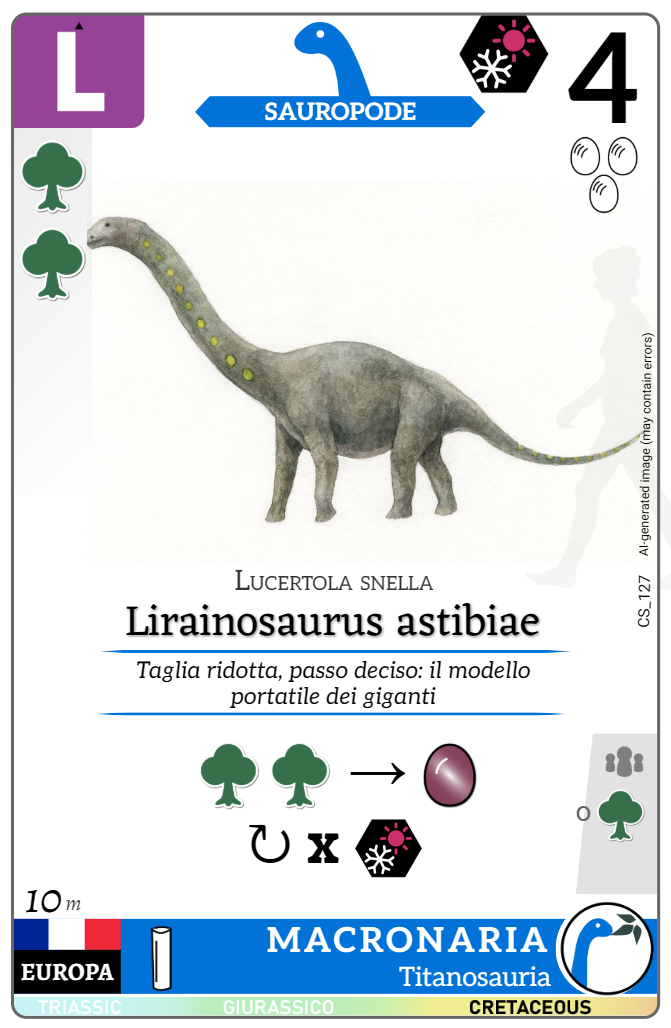 L
SAUROPODE
4
AI-generated image (may contain errors)
CS_127
Lucertola snella
Lirainosaurus astibiae
Taglia ridotta, passo deciso: il modello
portatile dei giganti
x
o
10 m
EUROPA
MACRONARIA
Titanosauria
TRIASSIC
GIURASSICO
CRETACEOUS